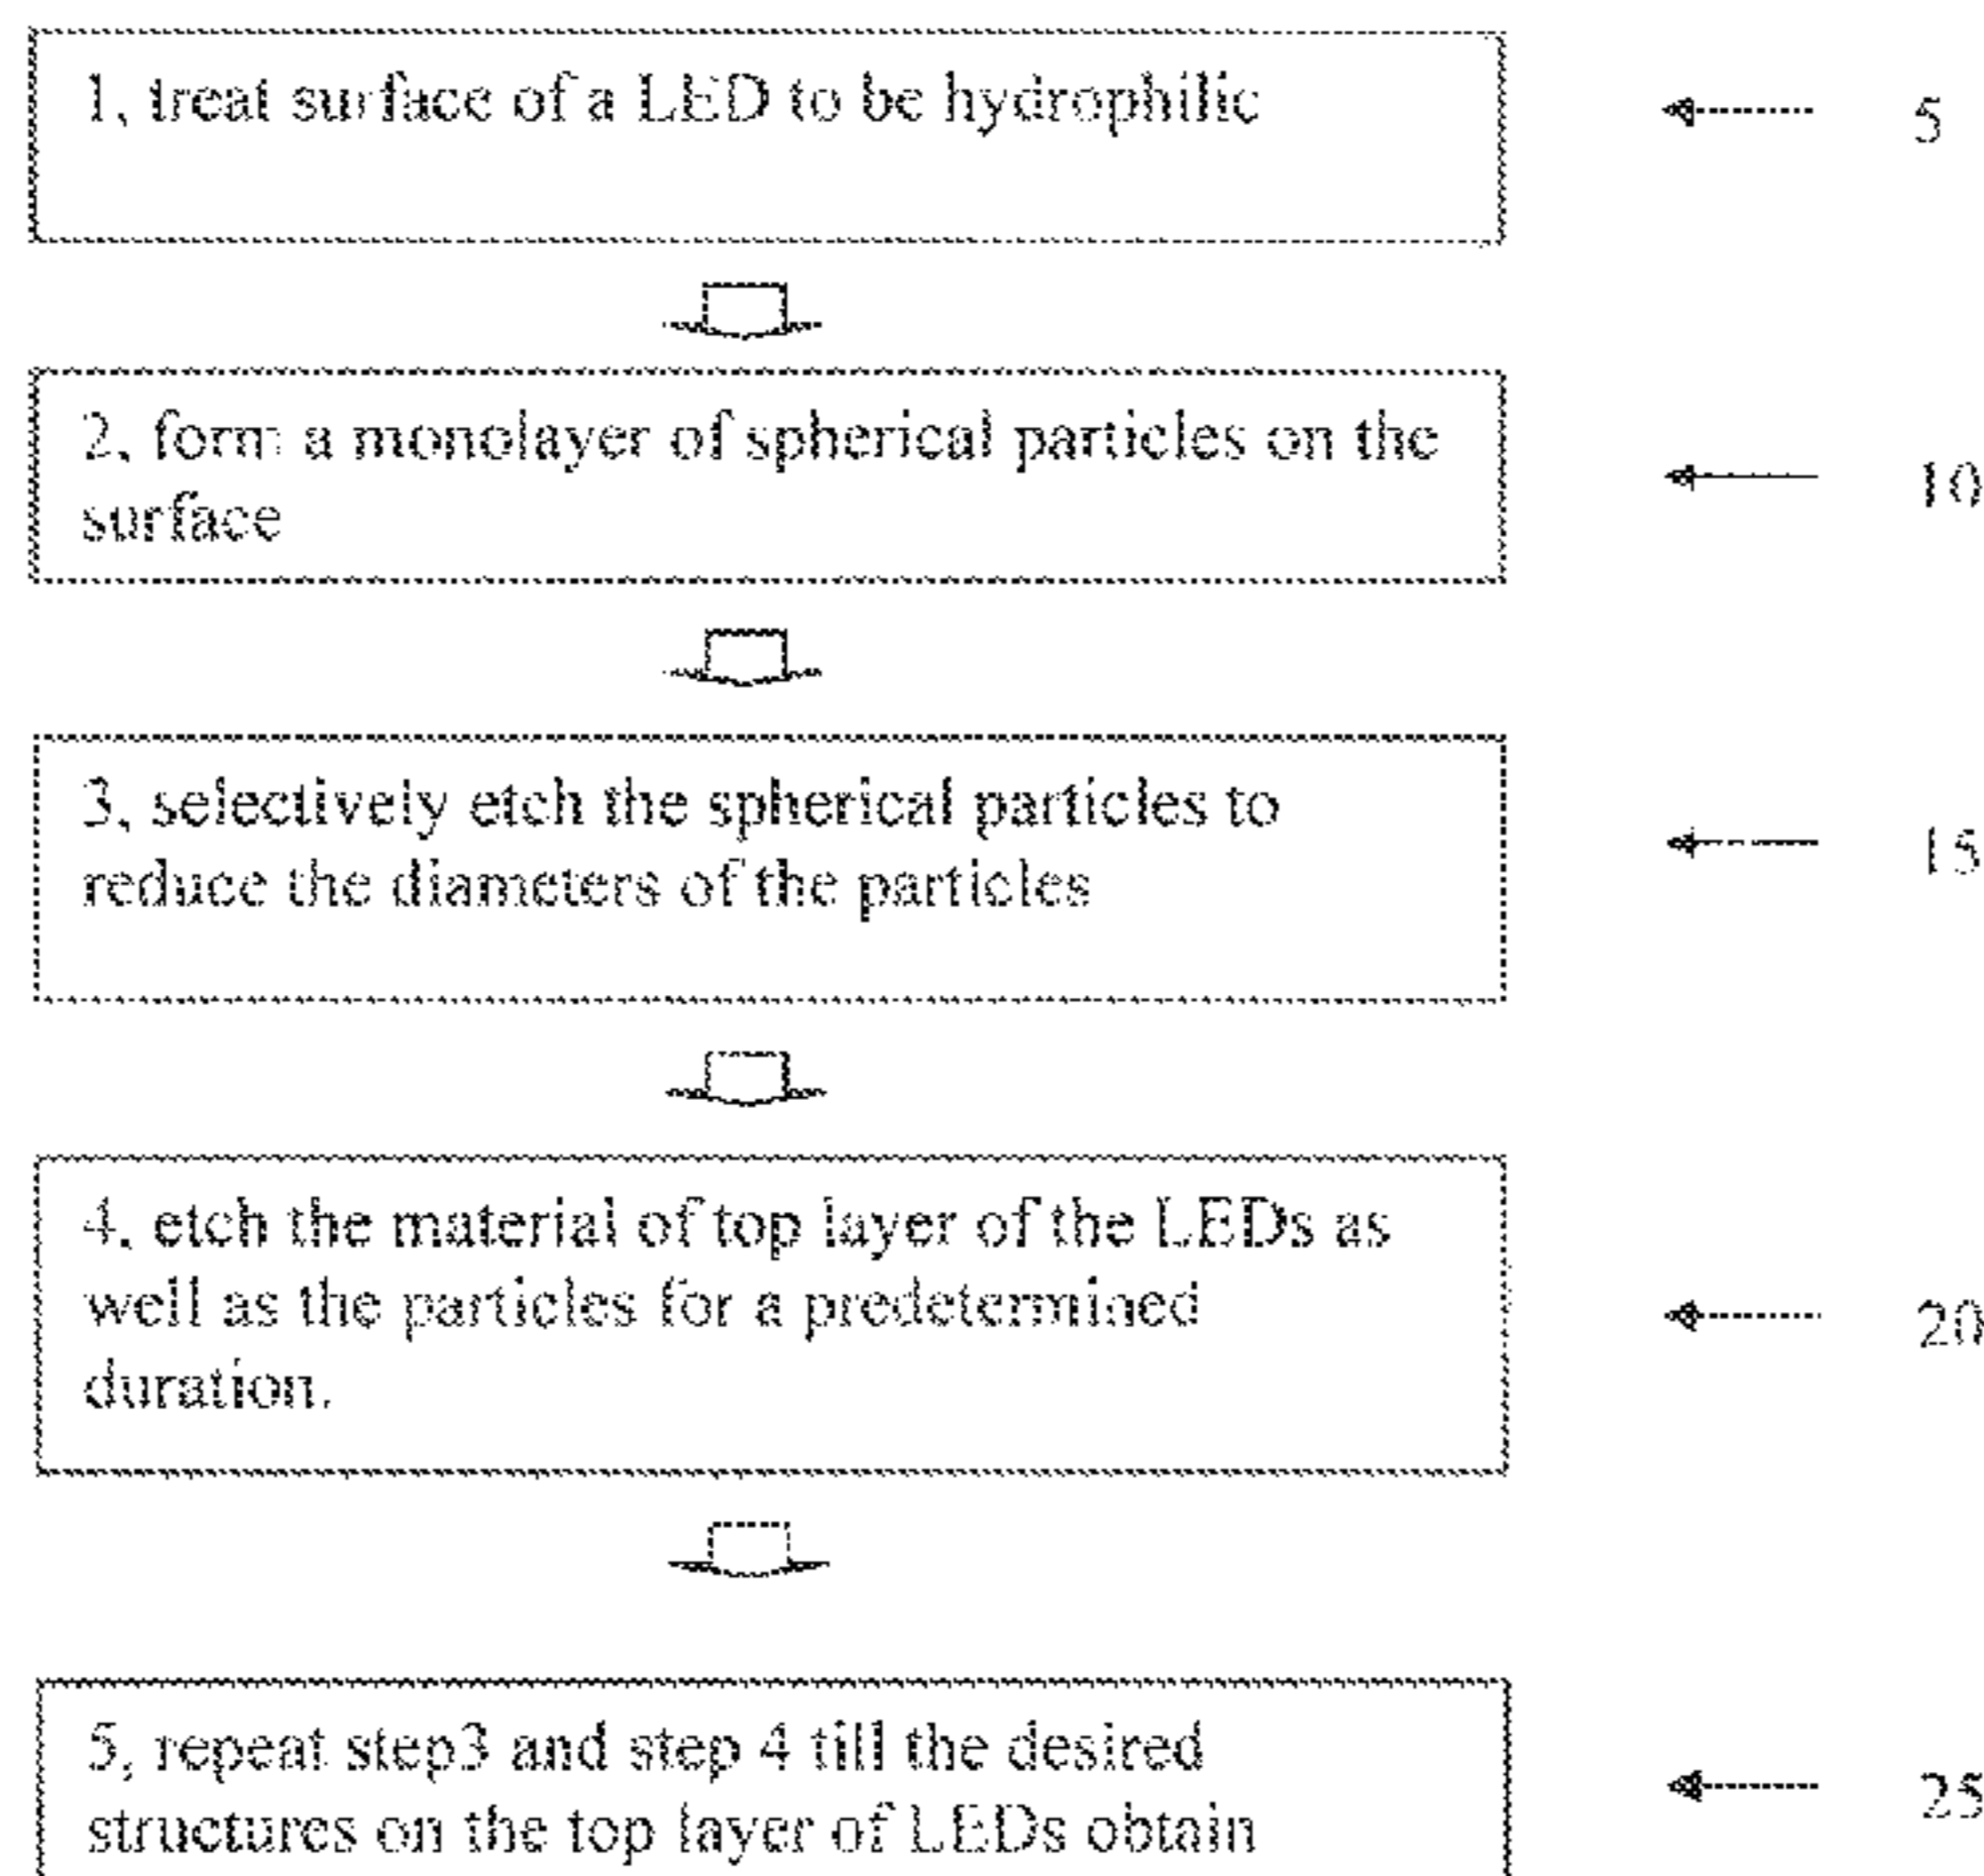 1, treat surface of a LED to be hydrophilic
5
2, form a monolayer of spherical particles on the
surface
10
3, selectively etch the spherical particles to
reduce the diameters of the particles
15
4, etch the material of top layer of the LEDs as
well as the particles for a predetermined
duration.
20
5, repeat step3 and step 4 till the desired
structures on the top layer of LEDs obtain
25